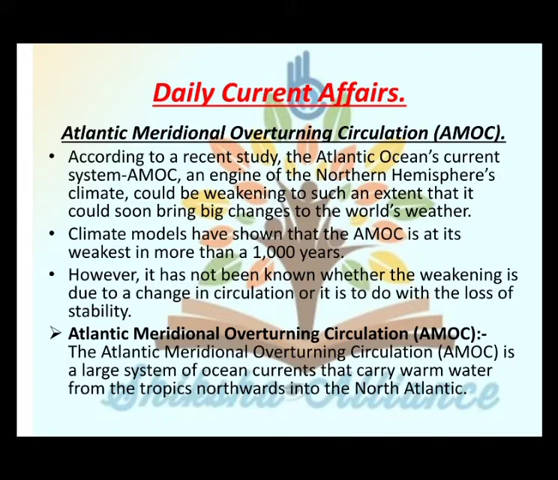 Daily Current Affairs.
Atlantic Meridional Overturning Circulation (AMOC).
• According to a recent study, the Atlantic Ocean's current
system-AMOC, an engine of the Northern Hemisphere's
climate, could be weakening to such an extent that it
could soon bring big changes to the world's weather.
• Climate models have shown that the AMOC is at its
weakest in more than a 1,000 years.
• However, it has not been known whether the weakening is
due to a change in circulation or it is to do with the loss of
stability.
➢ Atlantic Meridional Overturning Circulation (AMOC):-
The Atlantic Meridional Overturning Circulation (AMOC) is
a large system of ocean currents that carry warm water
from the tropics northwards into the North Atlantic.
Shiksha Alliance